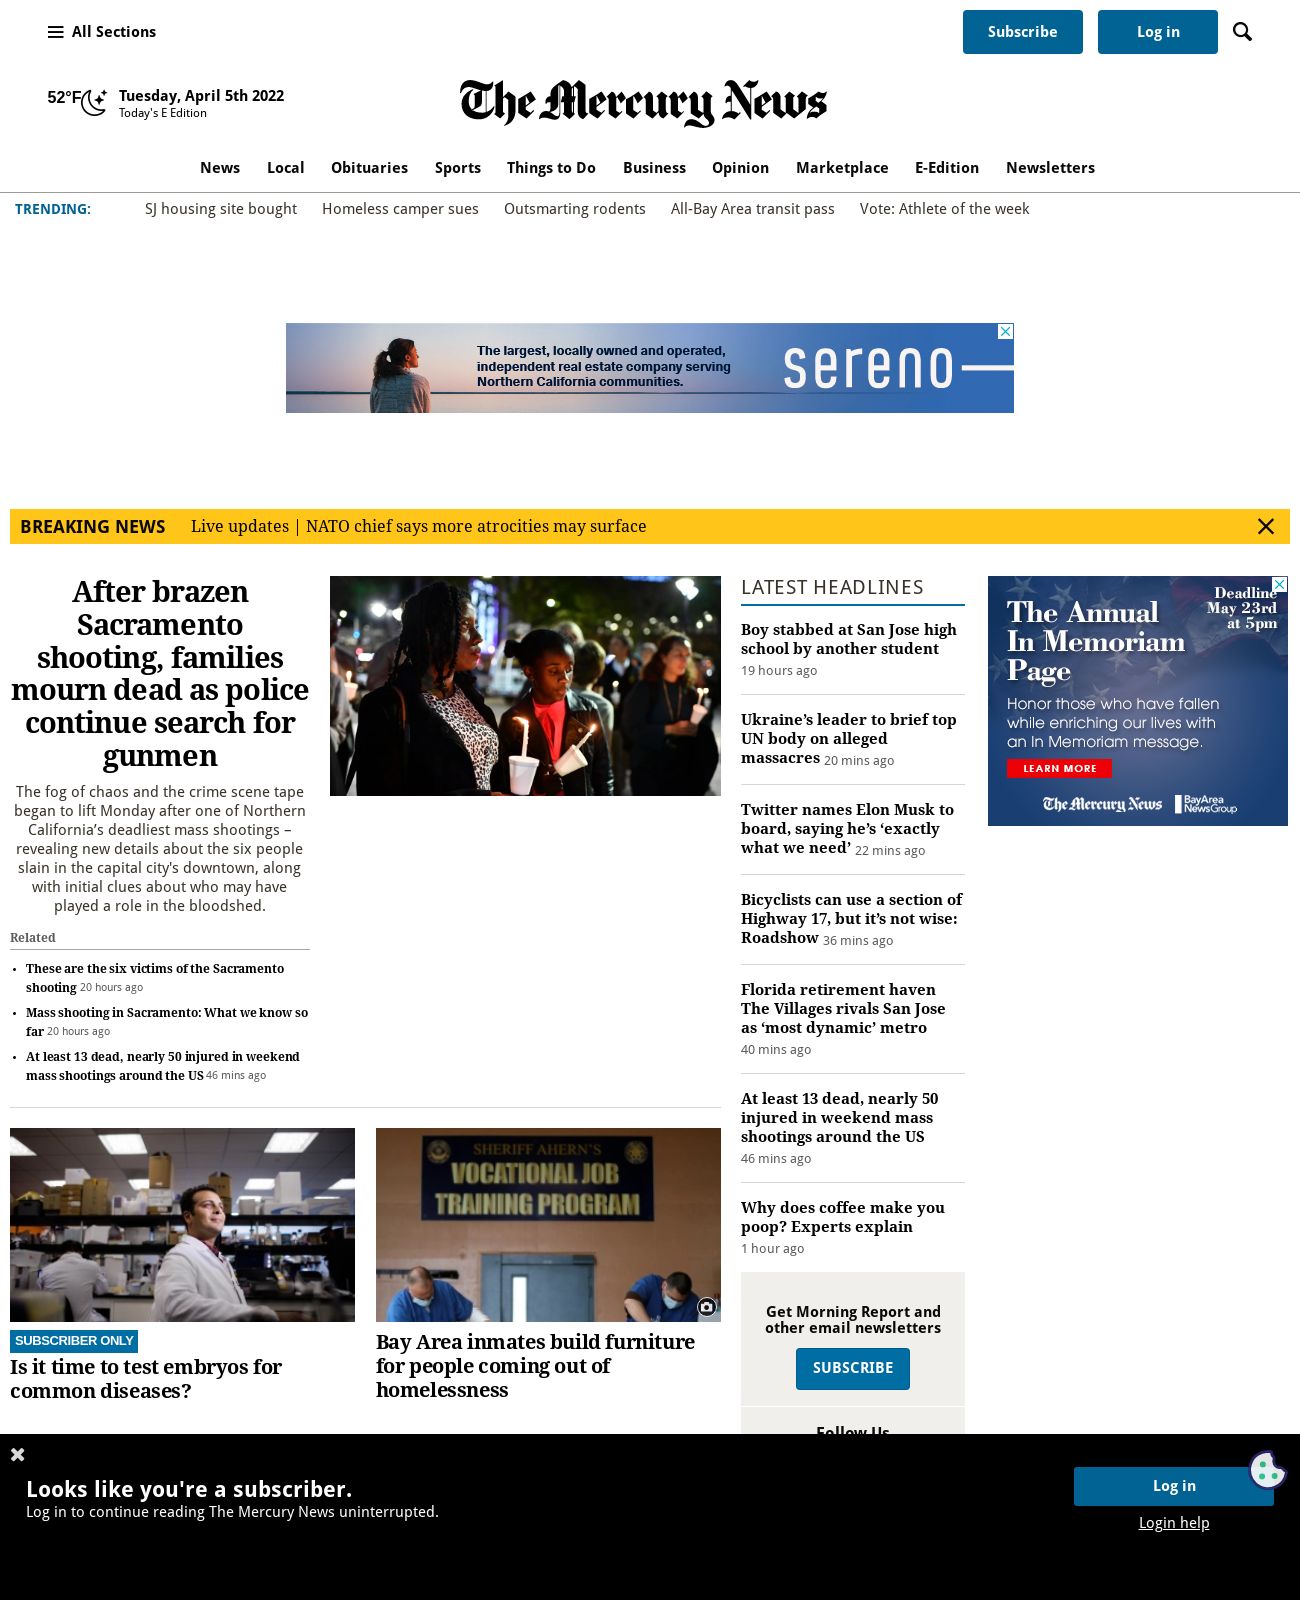 All Sections
Subscribe
Log in
52°F
Tuesday, April 5th 2022
Today's E Edition
The Mercury News
News Local Obituaries Sports Things to Do Business Opinion Marketplace E-Edition Newsletters
TRENDING: SJ housing site bought Homeless camper sues Outsmarting rodents All-Bay Area transit pass Vote: Athlete of the week
The largest, locally owned and operated,
independent real estate company serving
Northern California communities.
sereno
BREAKING NEWS Live updates | NATO chief says more atrocities may surface
After brazen
Sacramento
shooting, families
mourn dead as police
continue search for
gunmen
The fog of chaos and the crime scene tape
began to lift Monday after one of Northern
California’s deadliest mass shootings –
revealing new details about the six people
slain in the capital city's downtown, along
with initial clues about who may have
played a role in the bloodshed.
Related
• These are the six victims of the Sacramento
shooting 20 hours ago
• Mass shooting in Sacramento: What we know so
far 20 hours ago
• At least 13 dead, nearly 50 injured in weekend
mass shootings around the US 46 mins ago
LATEST HEADLINES
Boy stabbed at San Jose high
school by another student
19 hours ago
Ukraine’s leader to brief top
UN body on alleged
massacres 20 mins ago
Twitter names Elon Musk to
board, saying he’s ‘exactly
what we need’ 22 mins ago
Bicyclists can use a section of
Highway 17, but it’s not wise:
Roadshow 36 mins ago
Florida retirement haven
The Villages rivals San Jose
as ‘most dynamic’ metro
40 mins ago
At least 13 dead, nearly 50
injured in weekend mass
shootings around the US
46 mins ago
Why does coffee make you
poop? Experts explain
1 hour ago
Get Morning Report and
other email newsletters
SUBSCRIBE
Follow Us
Deadline
May 23rd
at 5pm
The Annual
In Memoriam
Page
Honor those who have fallen
while enriching our lives with
an In Memoriam message.
LEARN MORE
The Mercury News
BayArea
NewsGroup
SUBSCRIBER ONLY
Is it time to test embryos for
common diseases?
SHERIFF AHERN'S
VOCATIONAL JOB
TRAINING PROGRAM
Bay Area inmates build furniture
for people coming out of
homelessness
Looks like you're a subscriber.
Log in to continue reading The Mercury News uninterrupted.
Log in
Login help